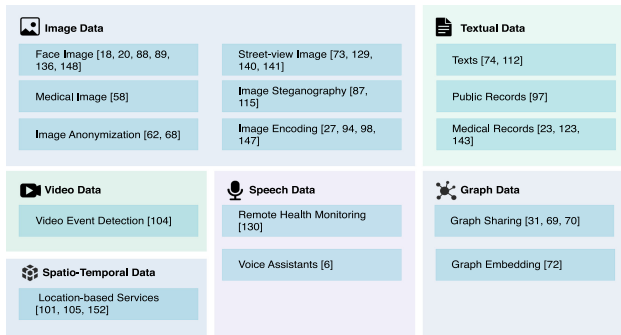 Image Data
Face Image [18, 20, 88, 89,
136, 148]
Street-view Image [73, 129,
140, 141]
Medical Image [58]
Image Steganography [87,
115]
Image Anonymization [62, 68]
Image Encoding [27, 94, 98,
147]
Textual Data
Texts [74, 112]
Public Records [97]
Medical Records [23, 123,
143]
Video Data
Video Event Detection [104]
Spatio-Temporal Data
Location-based Services
[101, 105, 152]
Speech Data
Remote Health Monitoring
[130]
Voice Assistants [6]
Graph Data
Graph Sharing [31, 69, 70]
Graph Embedding [72]